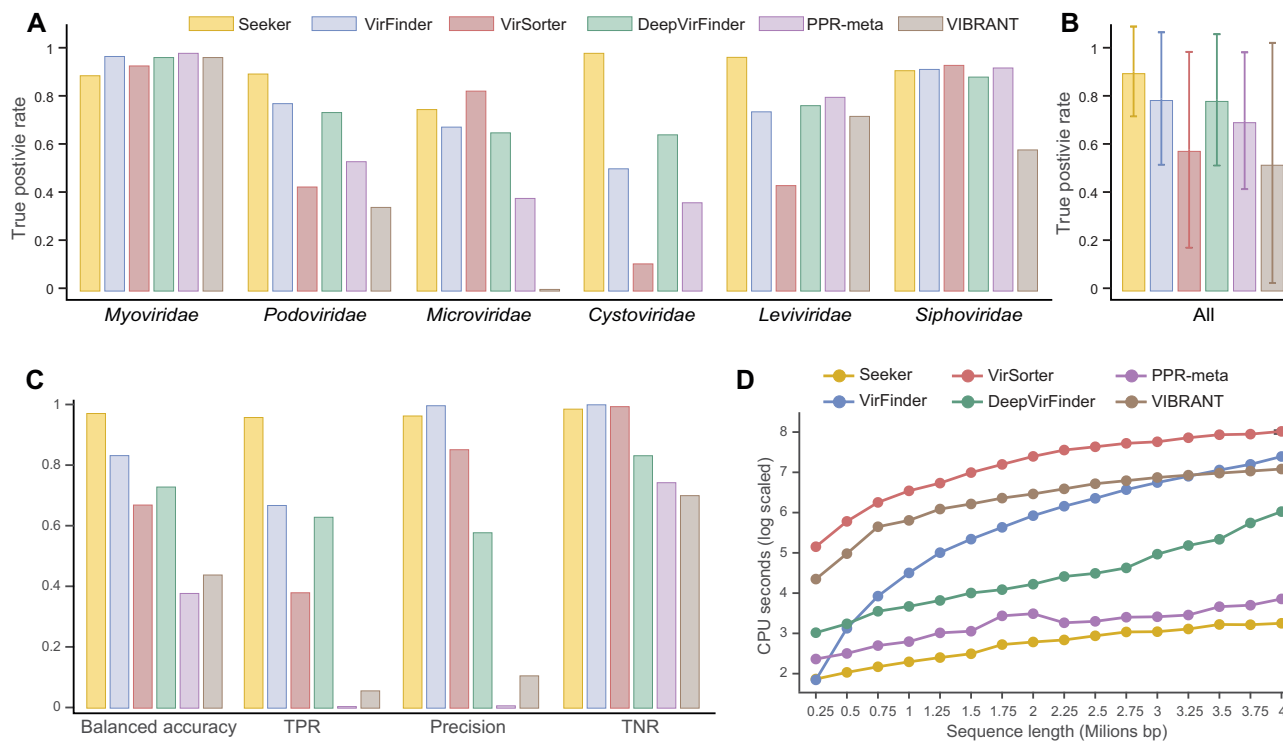 A
Seeker VirFinder VirSorter DeepVirFinder PPR-meta VIBRANT
B
True postivie rate
1
0.8
0.6
0.4
0.2
0
Myoviridae Podoviridae Microviridae Cystoviridae Leviviridae Siphoviridae
True postivie rate
1
0.8
0.6
0.4
0.2
0
All
C
1
0.8
0.6
0.4
0.2
0
Balanced accuracy TPR Precision TNR
D
Seeker VirSorter PPR-meta
VirFinder DeepVirFinder VIBRANT
CPU seconds (log scaled)
8
7
6
5
4
3
2
0.25 0.5 0.75 1 1.25 1.5 1.75 2 2.25 2.5 2.75 3 3.25 3.5 3.75 4
Sequence length (Milions bp)